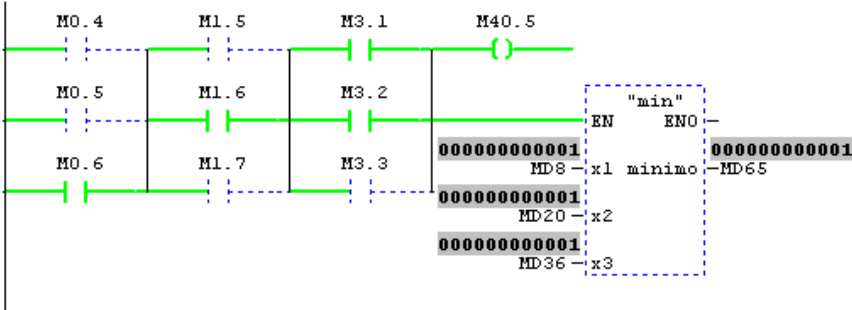 M0.4 M1.5 M3.1 M40.5
M0.5 M1.6 M3.2 "min"
EN ENO
000000000001 000000000001
M0.6 M1.7 M3.3 MD8 x1 minimo MD65
000000000001
MD20 x2
000000000001
MD36 x3